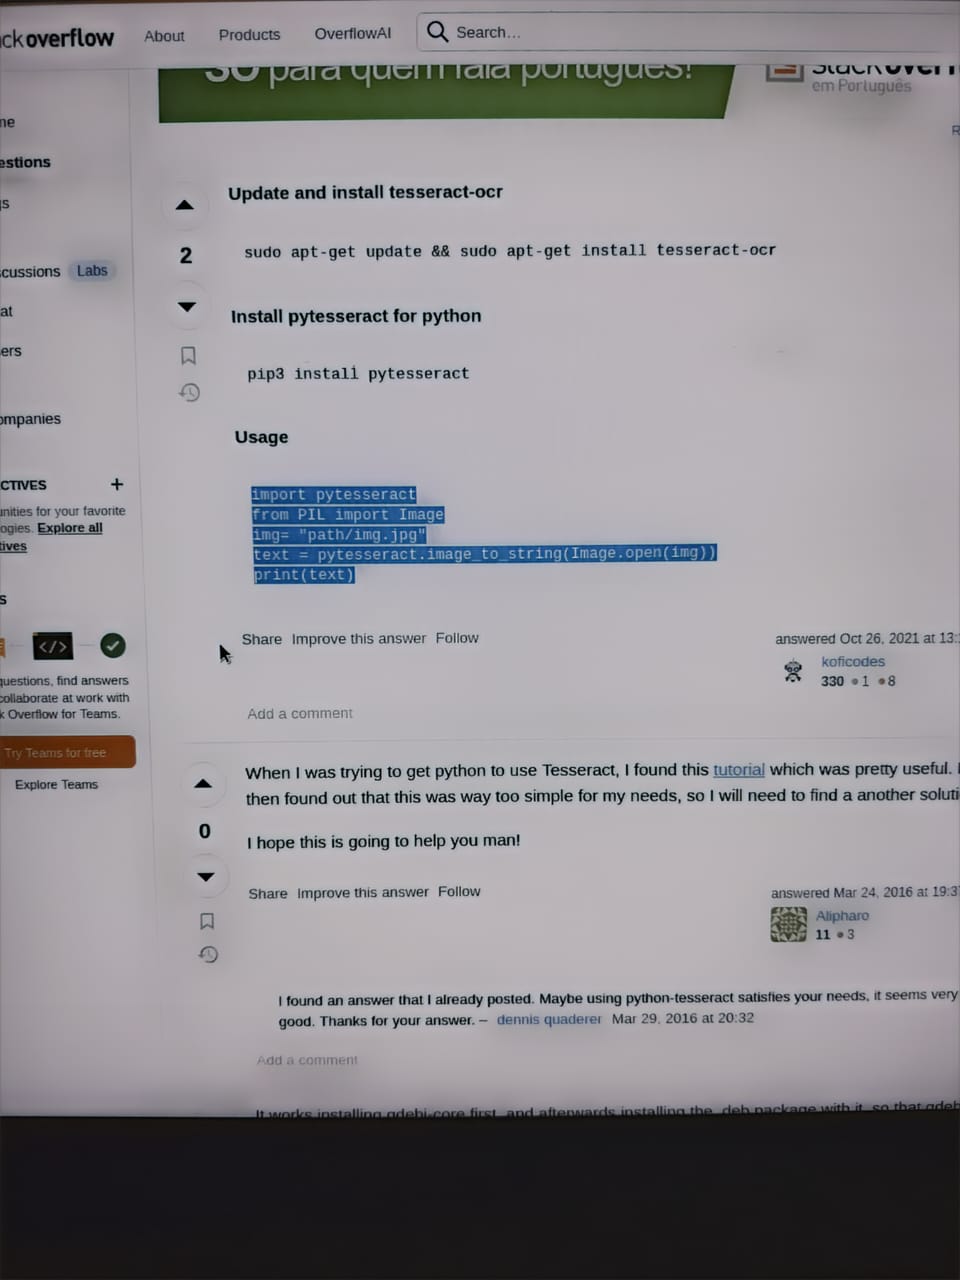 ckoverflow About Products OverflowAI Search...
SO para quem fala português!
em Português
me
estions
gs
scussions Labs
at
ers
ompanies
CTIVES +
unities for your favorite
ogies. Explore all
tives
S
</>
questions, find answers
collaborate at work with
k Overflow for Teams.
Try Teams for free
Explore Teams
Update and install tesseract-ocr
2
sudo apt-get update && sudo apt-get install tesseract-ocr
Install pytesseract for python
pip3 install pytesseract
Usage
import pytesseract
from PIL import Image
img= "path/img.jpg"
text = pytesseract.image_to_string(Image.open(img))
print(text)
Share Improve this answer Follow
answered Oct 26, 2021 at 13:
koficodes
330 1 8
Add a comment
When I was trying to get python to use Tesseract, I found this tutorial which was pretty useful. I
then found out that this was way too simple for my needs, so I will need to find a another soluti
0
I hope this is going to help you man!
Share Improve this answer Follow
answered Mar 24, 2016 at 19:3
Alipharo
11 3
I found an answer that I already posted. Maybe using python-tesseract satisfies your needs, it seems very
good. Thanks for your answer. – dennis quaderer Mar 29, 2016 at 20:32
Add a comment
It works installing gdebi-core first, and afterwards installing the .deb package with it, so that gdeb